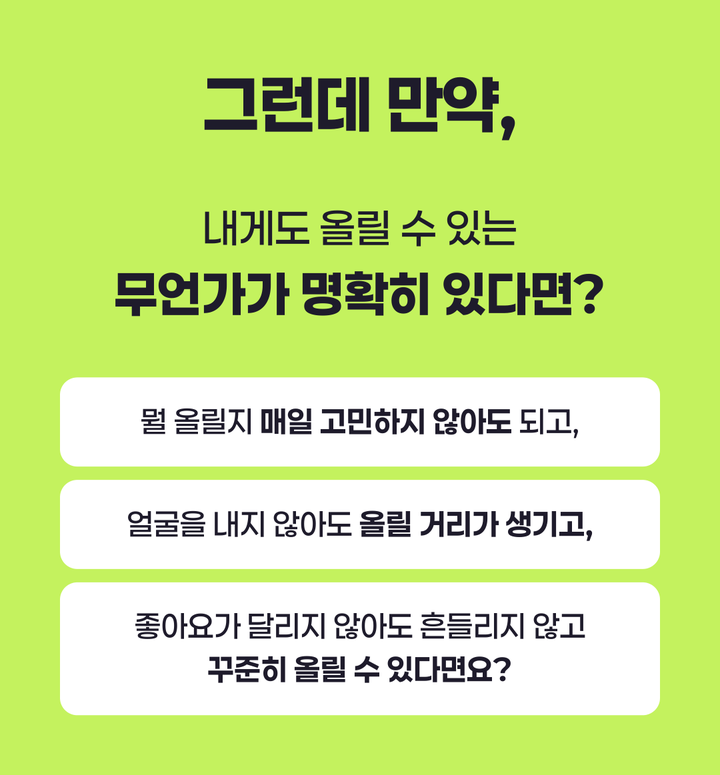 그런데 만약,
내게도 올릴 수 있는
무언가가 명확히 있다면?
뭘 올릴지 매일 고민하지 않아도 되고,
얼굴을 내지 않아도 올릴 거리가 생기고,
좋아요가 달리지 않아도 흔들리지 않고
꾸준히 올릴 수 있다면요?